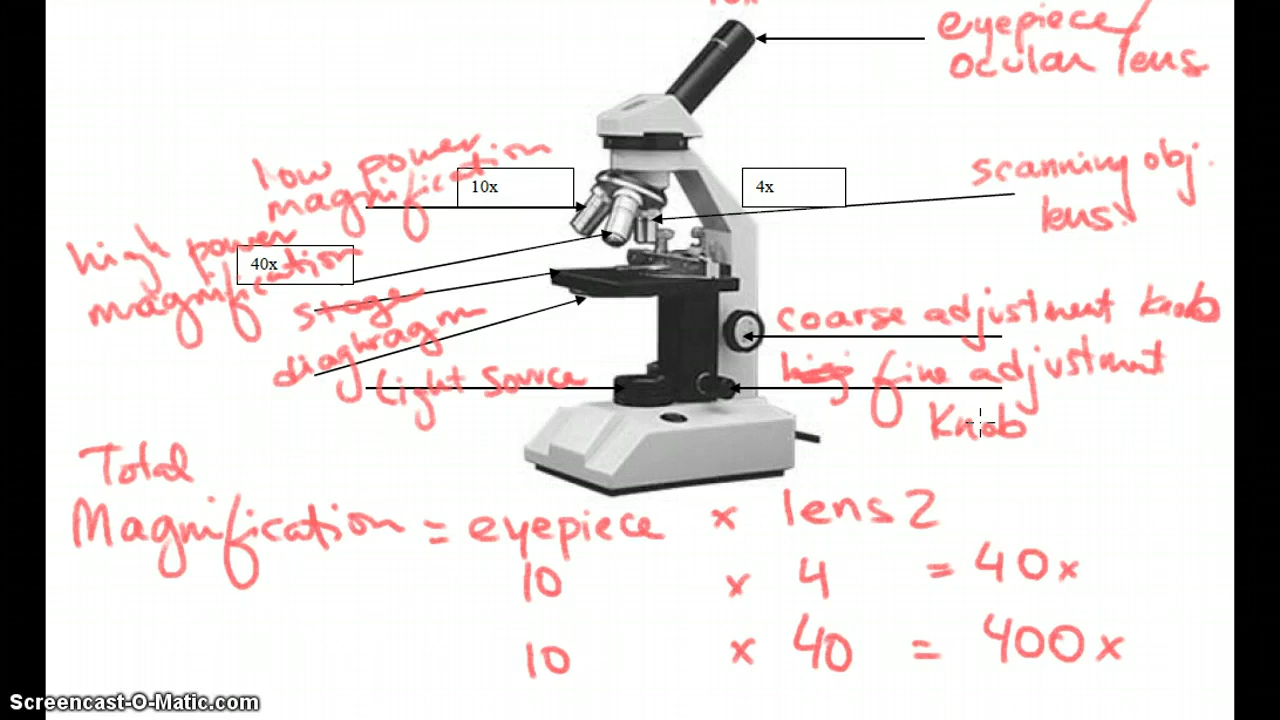 10x
eyepiece/
ocular lens
low power
magnification
10x
4x
scanning obj.
lens
high power
magnification
40x
stage
diaghragm
light source
coarse adjustment knob
fine adjustment
knob
Total
Magnification = eyepiece x lens 2
10 x 4 = 40x
10 x 40 = 400x
Screencast-O-Matic.com